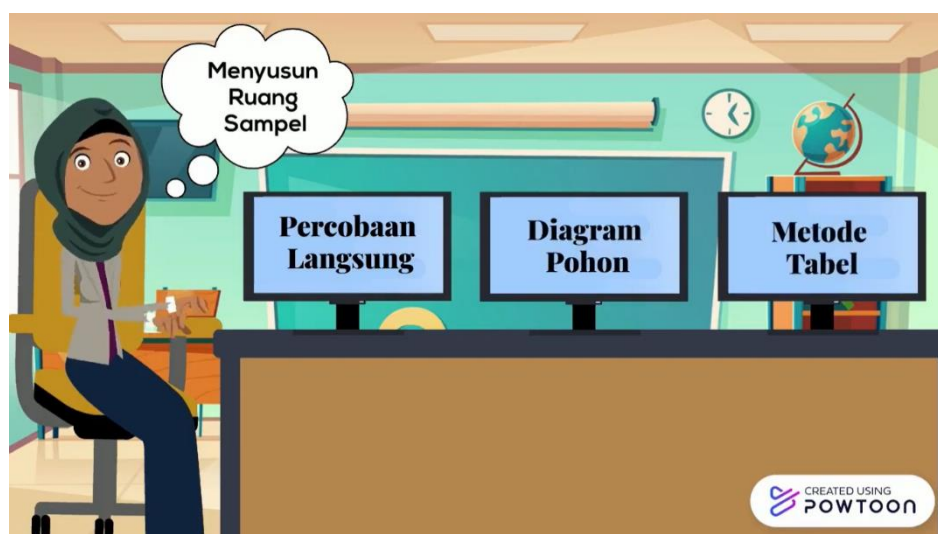 Menyusun
Ruang
Sampel
Percobaan
Langsung
Diagram
Pohon
Metode
Tabel
CREATED USING
POWTOON